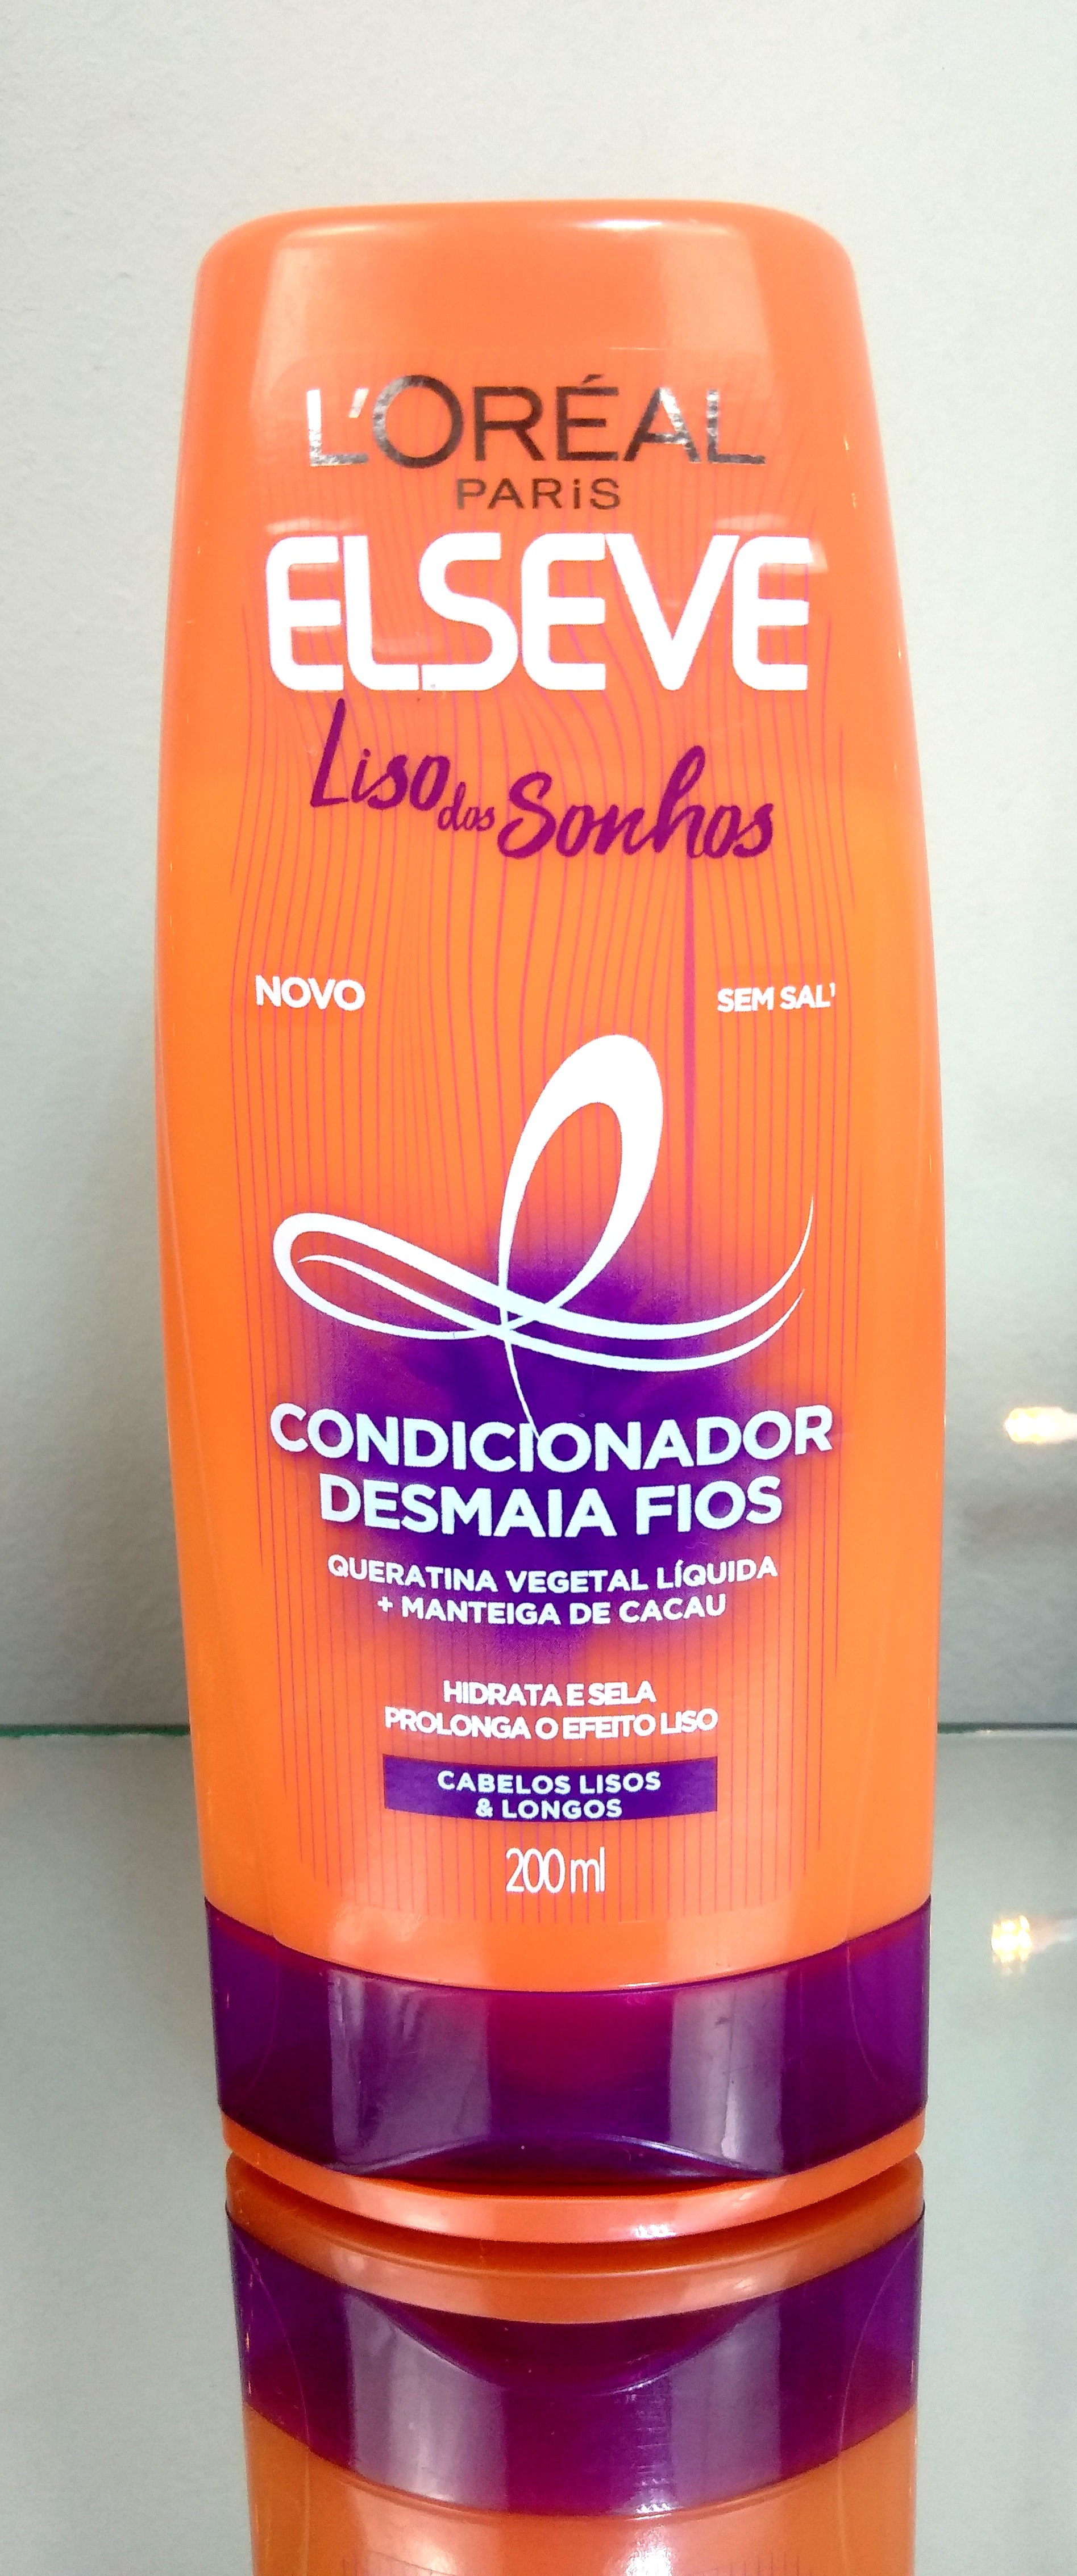 L'ORÉAL
PARiS
ELSEVE
Liso dos Sonhos
NOVO
SEM SAL¹
CONDICIONADOR
DESMAIA FIOS
QUERATINA VEGETAL LÍQUIDA
+ MANTEIGA DE CACAU
HIDRATA E SELA
PROLONGA O EFEITO LISO
CABELOS LISOS
& LONGOS
200ml